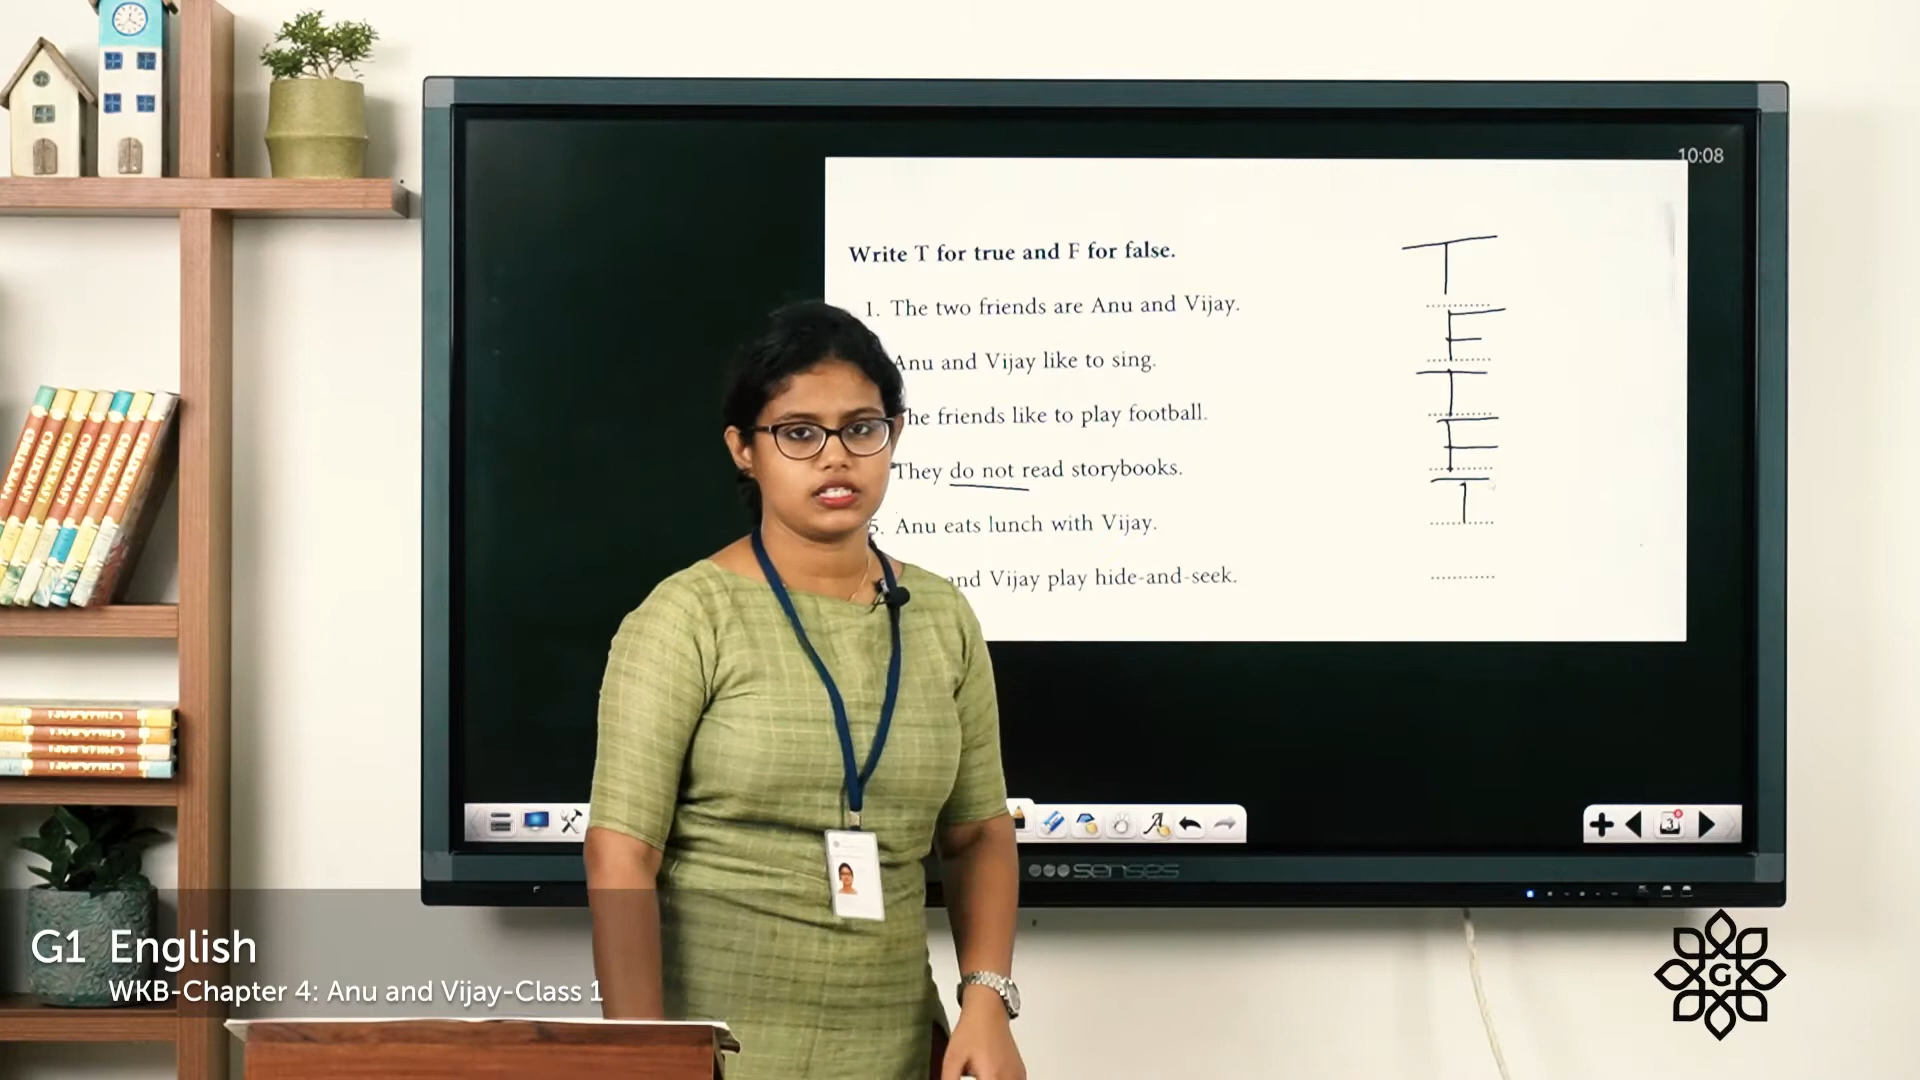 10:08
Write T for true and F for false.
T
1. The two friends are Anu and Vijay.
F
Anu and Vijay like to sing.
T
he friends like to play football.
F
They do not read storybooks.
T
5. Anu eats lunch with Vijay.
and Vijay play hide-and-seek.
3
senses
G1 English
WKB-Chapter 4: Anu and Vijay-Class 1
G